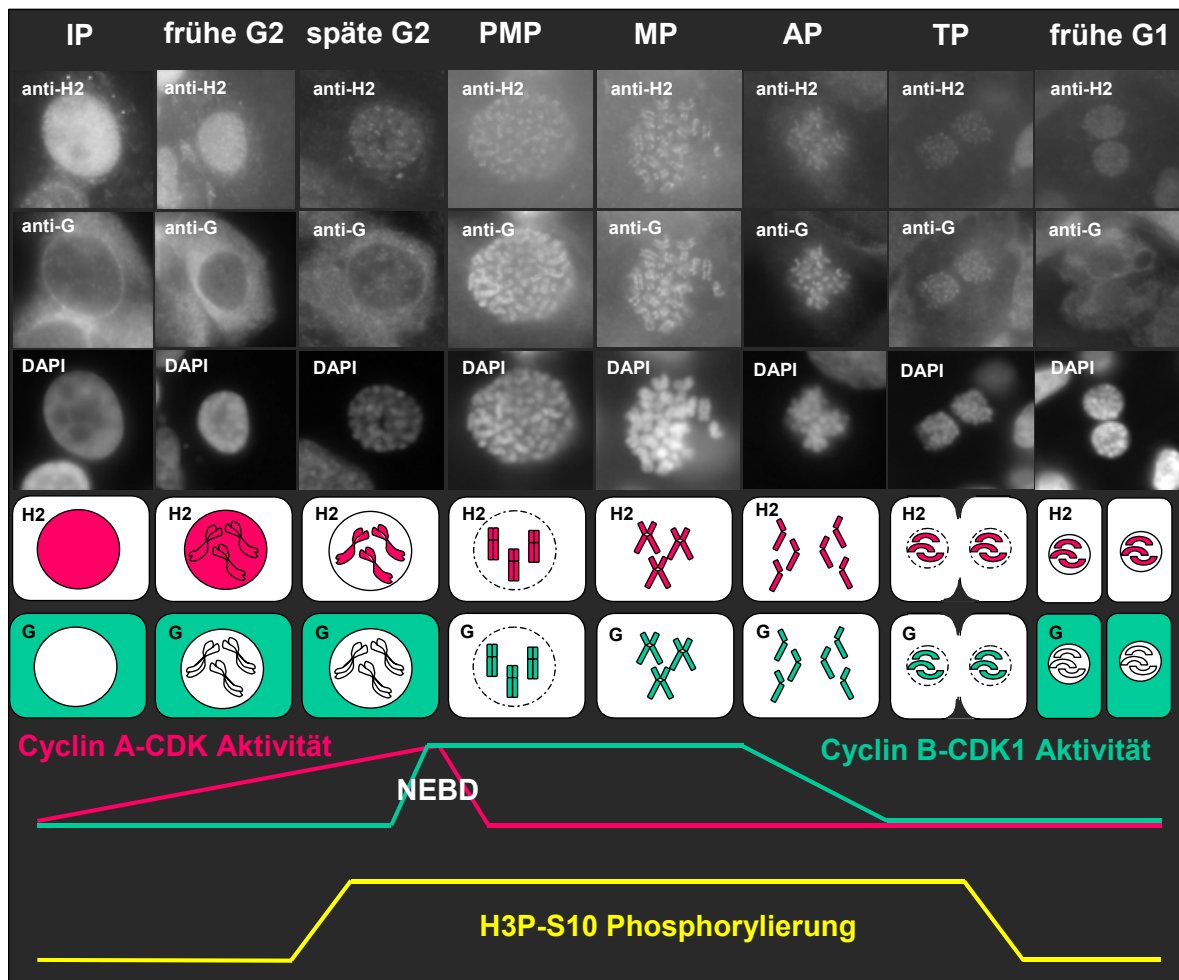 IP frühe G2 späte G2 PMP MP AP TP frühe G1
anti-H2 anti-H2 anti-H2 anti-H2 anti-H2 anti-H2 anti-H2 anti-H2
anti-G anti-G anti-G anti-G anti-G anti-G anti-G anti-G
DAPI DAPI DAPI DAPI DAPI DAPI DAPI DAPI
H2 H2 H2 H2 H2 H2 H2 H2
G G G G G G G G
Cyclin A-CDK Aktivität Cyclin B-CDK1 Aktivität
NEBD
H3P-S10 Phosphorylierung